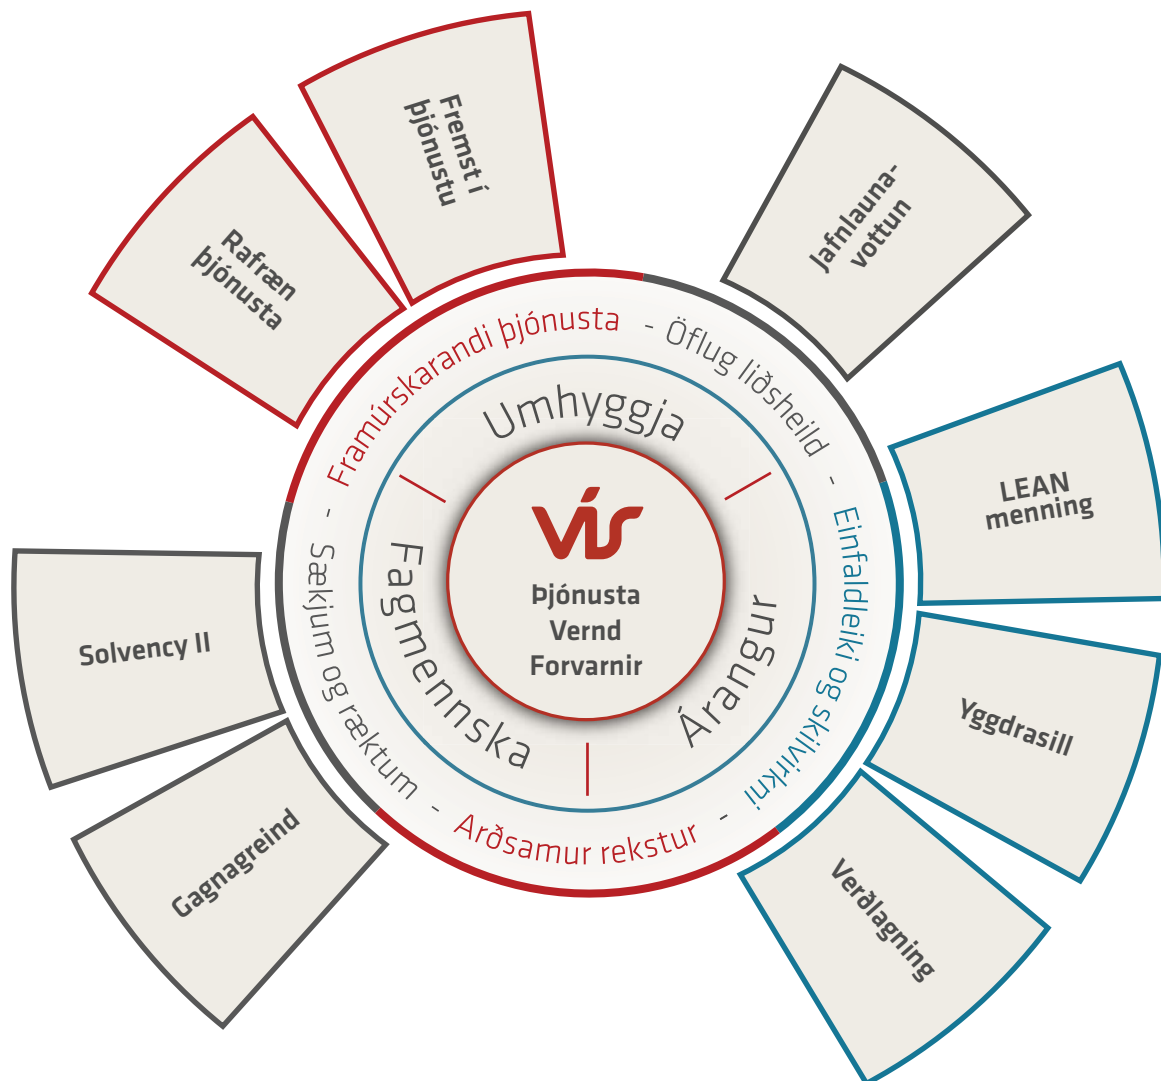 Fremst í
þjónustu
Rafræn
þjónusta
Jafnlauna-
vottun
LEAN
menning
Yggdrasill
Verðlagning
Gagnagreind
Solvency II
Framúrskarandi þjónusta - Öflug liðsheild - Einfaldleiki og skilvirkni - Arðsamur rekstur - Sækjum og ræktum -
Umhyggja
Árangur
Fagmennska
vís
Þjónusta
Vernd
Forvarnir